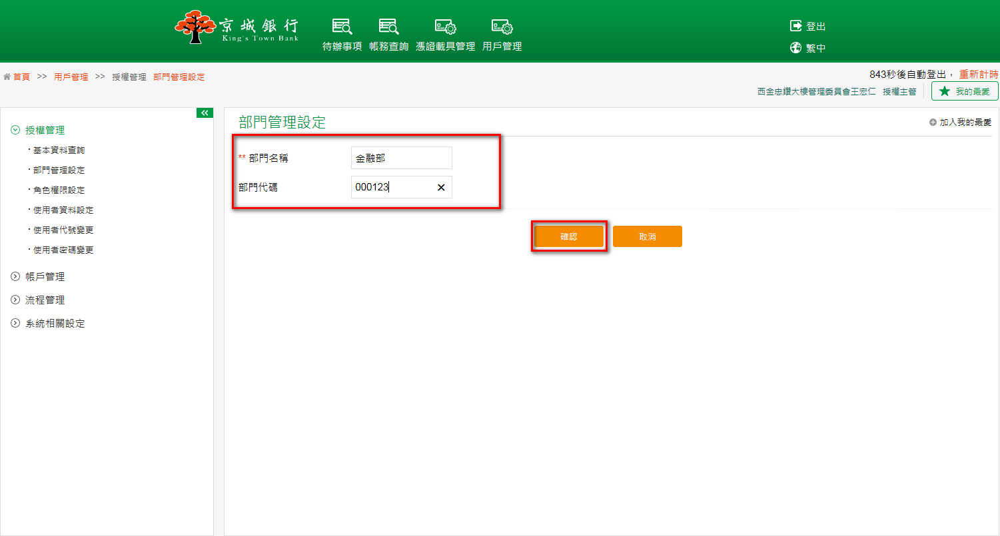 京城銀行
King's Town Bank
待辦事項 帳務查詢 憑證載具管理 用戶管理
登出
繁中
首頁 >> 用戶管理 >> 授權管理 部門管理設定
843秒後自動登出， 重新計時
西金忠鑽大樓管理委員會王宏仁 授權主管
我的最愛
授權管理
基本資料查詢
部門管理設定
角色權限設定
使用者資料設定
使用者代號變更
使用者密碼變更
帳戶管理
流程管理
系統相關設定
部門管理設定
加入我的最愛
** 部門名稱 金融部
部門代碼 000123
確認 取消